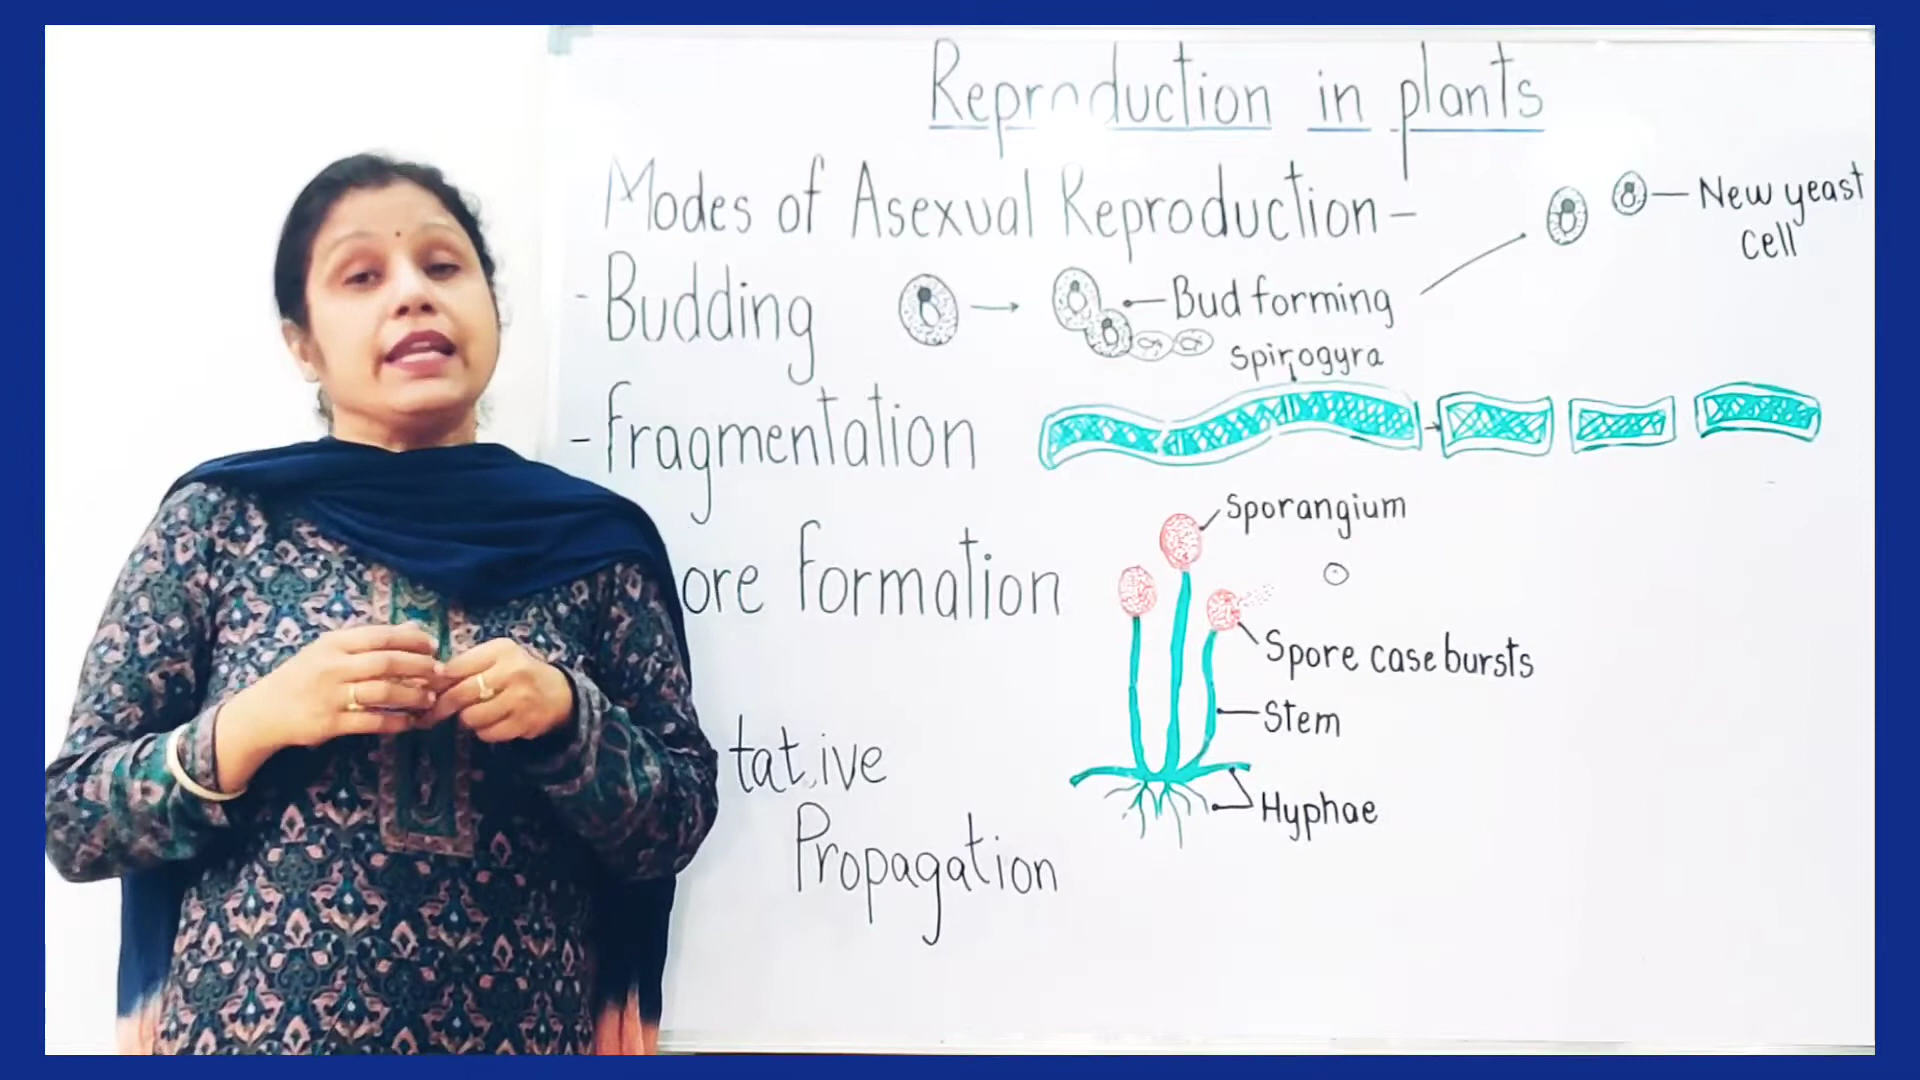 Reproduction in plants
Modes of Asexual Reproduction-
New yeast
cell
- Budding
Bud forming
Spirogyra
- Fragmentation
Sporangium
ore Formation
Spore case bursts
Stem
tative
Hyphae
Propagation